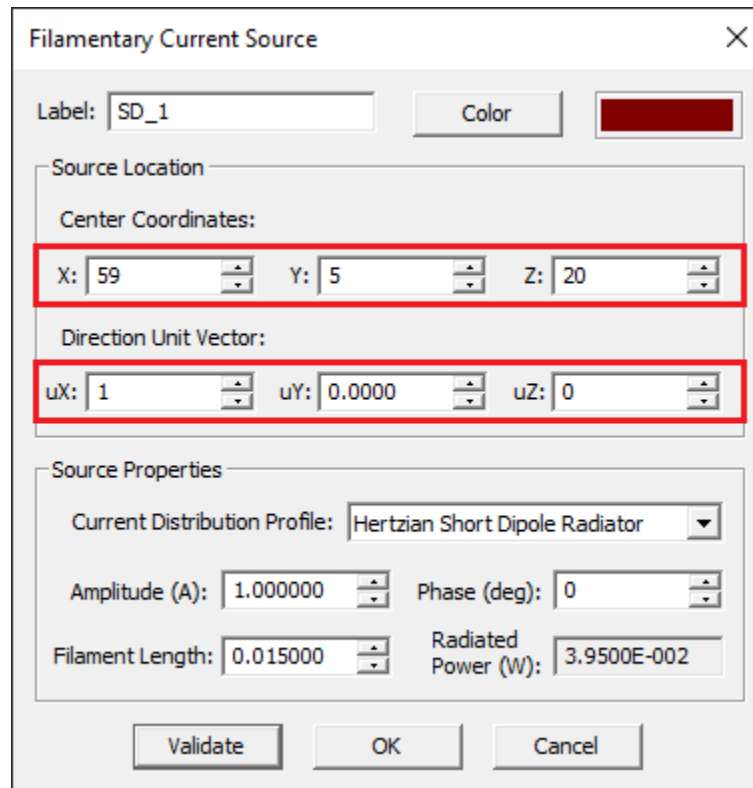 Filamentary Current Source
Label: SD_1 Color
Source Location
Center Coordinates:
X: 59 Y: 5 Z: 20
Direction Unit Vector:
uX: 1 uY: 0.0000 uZ: 0
Source Properties
Current Distribution Profile: Hertzian Short Dipole Radiator
Amplitude (A): 1.000000 Phase (deg): 0
Filament Length: 0.015000 Radiated Power (W): 3.9500E-002
Validate OK Cancel